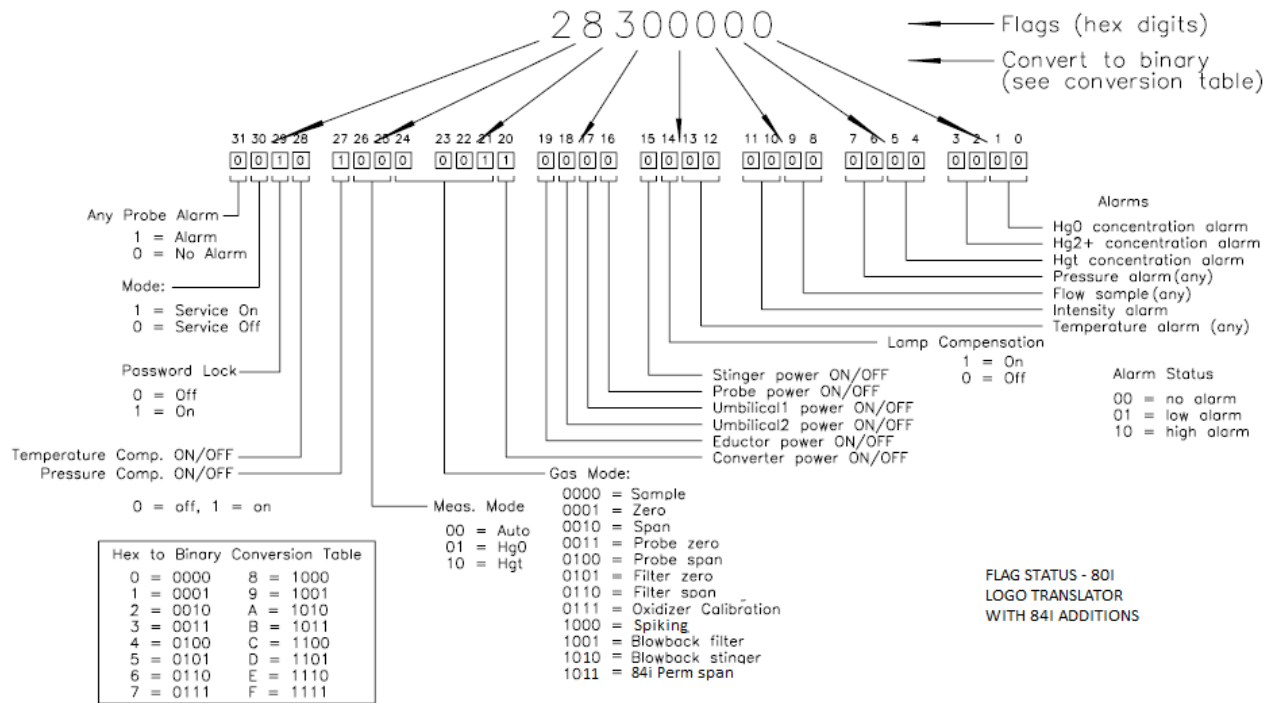 28300000
Flags (hex digits)
Convert to binary
(see conversion table)
31 30 29 28 27 26 25 24 23 22 21 20 19 18 17 16 15 14 13 12 11 10 9 8 7 6 5 4 3 2 1 0
0 0 1 0 1 0 0 0 0 0 1 1 0 0 0 0 0 0 0 0 0 0 0 0 0 0 0 0 0 0 0 0
Any Probe Alarm
1 = Alarm
0 = No Alarm
Mode:
1 = Service On
0 = Service Off
Password Lock
0 = Off
1 = On
Temperature Comp. ON/OFF
Pressure Comp. ON/OFF
0 = off, 1 = on
Meas. Mode
00 = Auto
01 = Hg0
10 = Hgt
Gas Mode:
0000 = Sample
0001 = Zero
0010 = Span
0011 = Probe zero
0100 = Probe span
0101 = Filter zero
0110 = Filter span
0111 = Oxidizer Calibration
1000 = Spiking
1001 = Blowback filter
1010 = Blowback stinger
1011 = 84i Perm span
Stinger power ON/OFF
Probe power ON/OFF
Umbilical1 power ON/OFF
Umbilical2 power ON/OFF
Eductor power ON/OFF
Converter power ON/OFF
Lamp Compensation
1 = On
0 = Off
Alarms
Hg0 concentration alarm
Hg2+ concentration alarm
Hgt concentration alarm
Pressure alarm(any)
Flow sample(any)
Intensity alarm
Temperature alarm (any)
Alarm Status
00 = no alarm
01 = low alarm
10 = high alarm
Hex to Binary Conversion Table
0 = 0000 8 = 1000
1 = 0001 9 = 1001
2 = 0010 A = 1010
3 = 0011 B = 1011
4 = 0100 C = 1100
5 = 0101 D = 1101
6 = 0110 E = 1110
7 = 0111 F = 1111
FLAG STATUS - 80I
LOGO TRANSLATOR
WITH 84I ADDITIONS